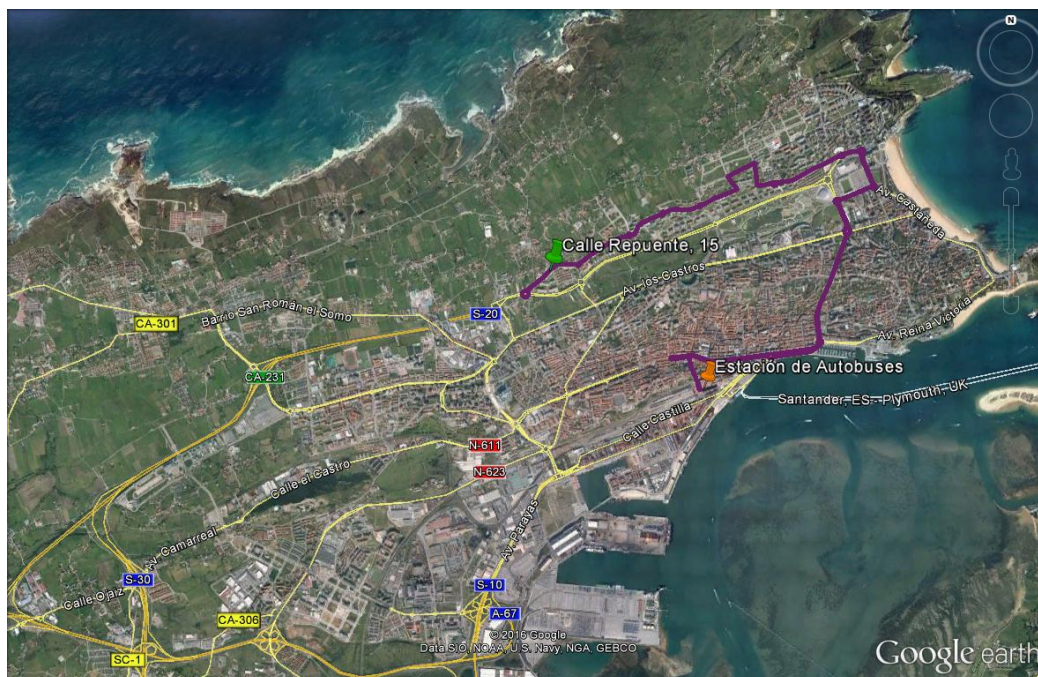 N
Av. Castañeda
Calle Repuente, 15
Av. los Castros
S-20
Barrio San Román el Somo
CA-301
Av. Reina Victoria
CA-231
Estación de Autobuses
Santander, ES - Plymouth, UK
Calle Castilla
N-611
Calle el Castro
N-623
Av. Parayas
Av. Camarreal
S-30
S-10
Calle Ojaiz
A-67
CA-306
© 2016 Google
Data SIO, NOAA, U.S. Navy, NGA, GEBCO
SC-1
Google earth